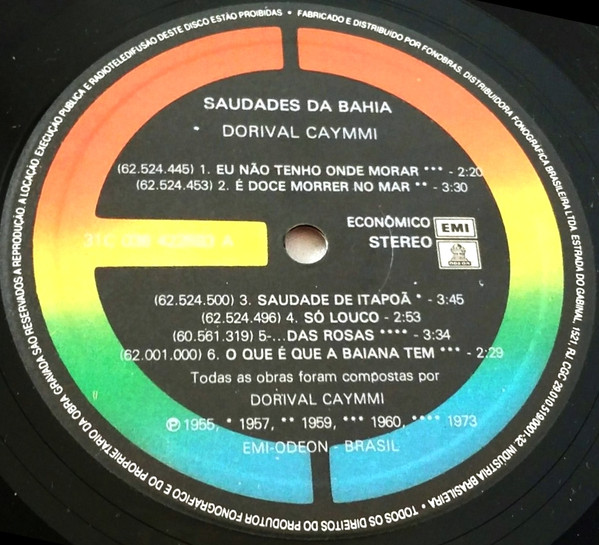 SAUDADES DA BAHIA
DORIVAL CAYMMI
(62.524.445) 1. EU NÃO TENHO ONDE MORAR *** - 2:20
(62.524.453) 2. É DOCE MORRER NO MAR ** - 3:30
ECONÔMICO EMI
STEREO
(62.524.500) 3. SAUDADE DE ITAPOÃ * - 3:45
(62.524.496) 4. SÓ LOUCO - 2:53
(60.561.319) 5-...DAS ROSAS **** - 3:34
(62.001.000) 6. O QUE É QUE A BAIANA TEM *** - 2:29
Todas as obras foram compostas por
DORIVAL CAYMMI
℗ 1955, * 1957, ** 1959, *** 1960, **** 1973
EMI-ODEON - BRASIL
TODOS OS DIREITOS DO PRODUTOR FONOGRÁFICO E DO PROPRIETÁRIO DA OBRA GRAVADA SÃO RESERVADOS A REPRODUÇÃO, A LOCAÇÃO, EXECUÇÃO PÚBLICA E RADIOTELEDIFUSÃO DESTE DISCO ESTÃO PROIBIDAS • FABRICADO E DISTRIBUÍDO POR FONOBRAS, DISTRIBUIDORA FONOGRÁFICA BRASILEIRA LTDA. ESTRADA DO GABINAL, 1521, RJ. CGC 29.010.519/0001-32. INDÚSTRIA BRASILEIRA •